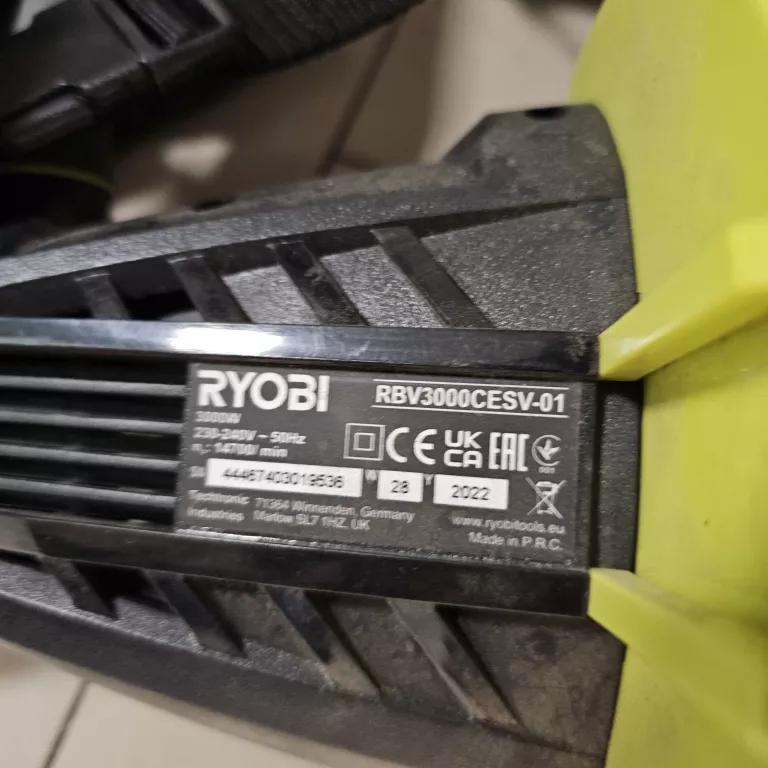 RYOBI
RBV3000CESV-01
3000W
230-240V ~ 50Hz
n₀: 14700/ min
CE UK CA EAC
001
SN 44467403019536 W 28 Y 2022
Techtronic Industries
71364 Winnenden, Germany
Marlow SL7 1HZ, UK
www.ryobitools.eu
Made in P.R.C.